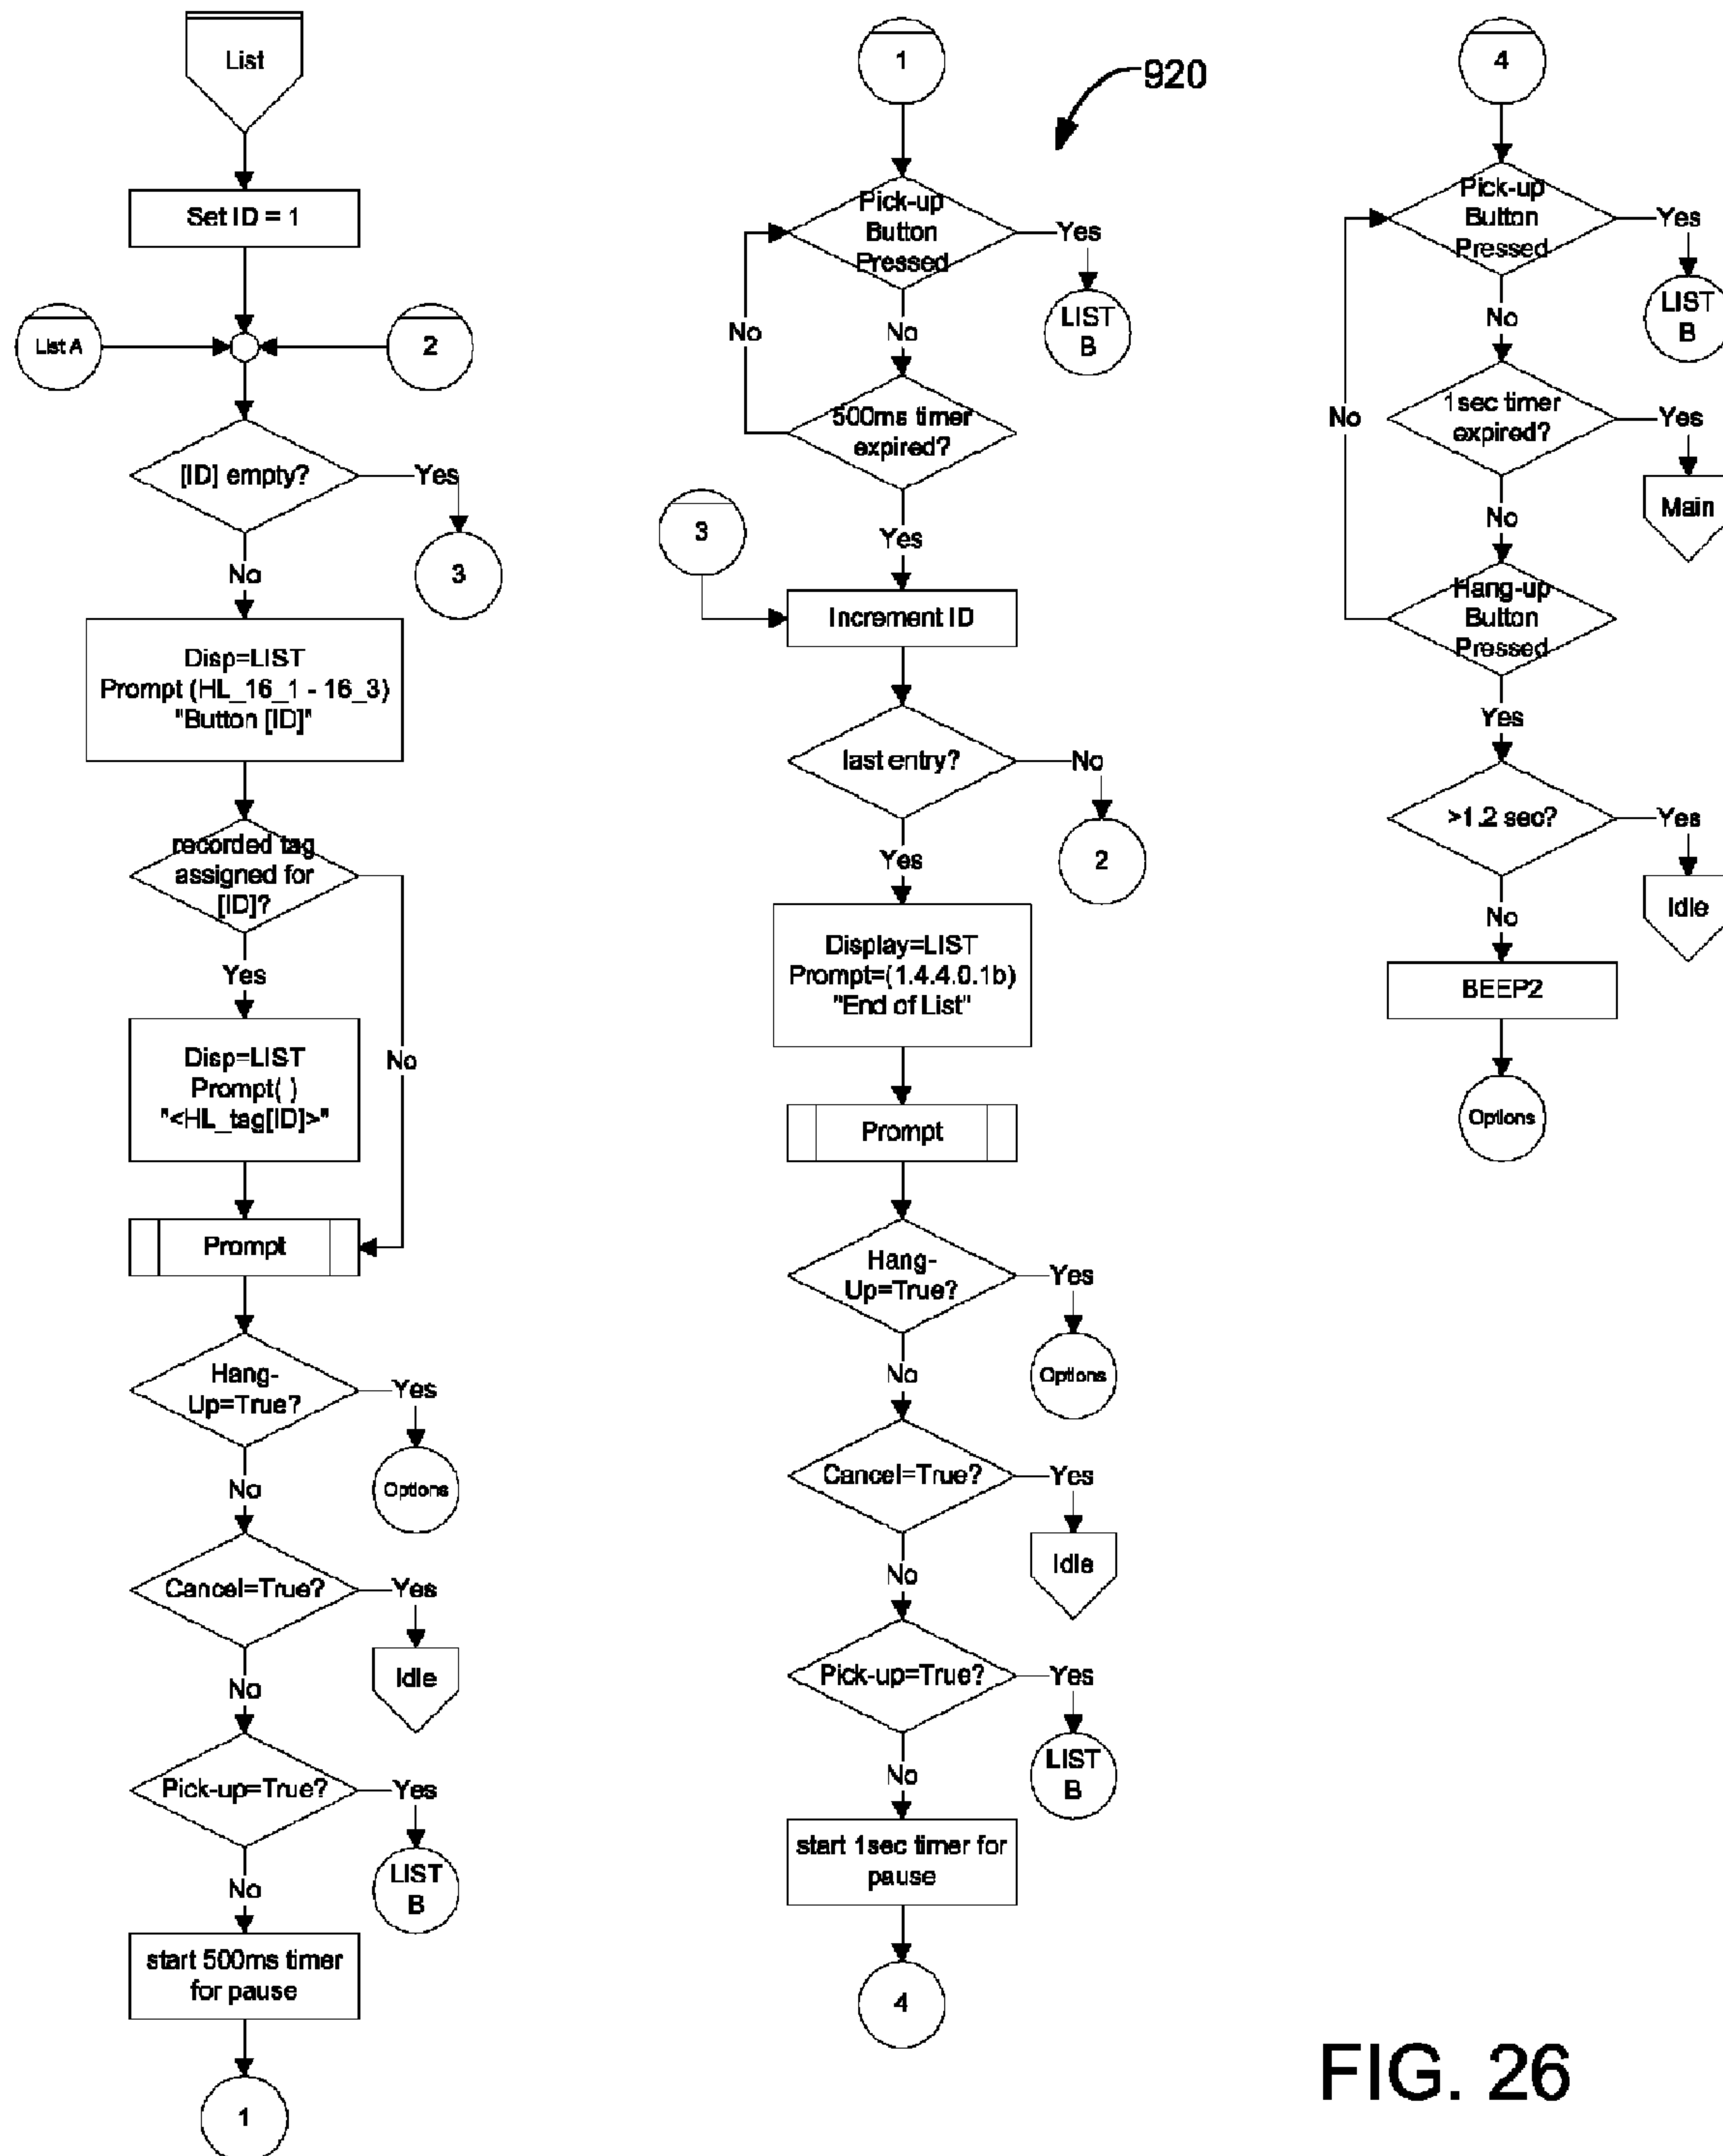 List
Set ID = 1
List A
2
[ID] empty?
Yes
3
No
Disp=LIST
Prompt (HL_16_1 - 16_3)
"Button [ID]"
recorded tag
assigned for
[ID]?
Yes
No
Disp=LIST
Prompt( )
"<HL_tag[ID]>"
Prompt
Hang-
Up=True?
Yes
Options
No
Cancel=True?
Yes
Idle
No
Pick-up=True?
Yes
LIST
B
No
start 500ms timer
for pause
1
1
920
Pick-up
Button
Pressed
Yes
LIST
B
No
No
500ms timer
expired?
Yes
3
Increment ID
last entry?
No
2
Yes
Display=LIST
Prompt=(1.4.4.0.1b)
"End of List"
Prompt
Hang-
Up=True?
Yes
Options
No
Cancel=True?
Yes
Idle
No
Pick-up=True?
Yes
LIST
B
No
start 1sec timer for
pause
4
4
Pick-up
Button
Pressed
Yes
LIST
B
No
No
1sec timer
expired?
Yes
Main
No
Hang-up
Button
Pressed
Yes
>1.2 sec?
Yes
Idle
No
BEEP2
Options
FIG. 26